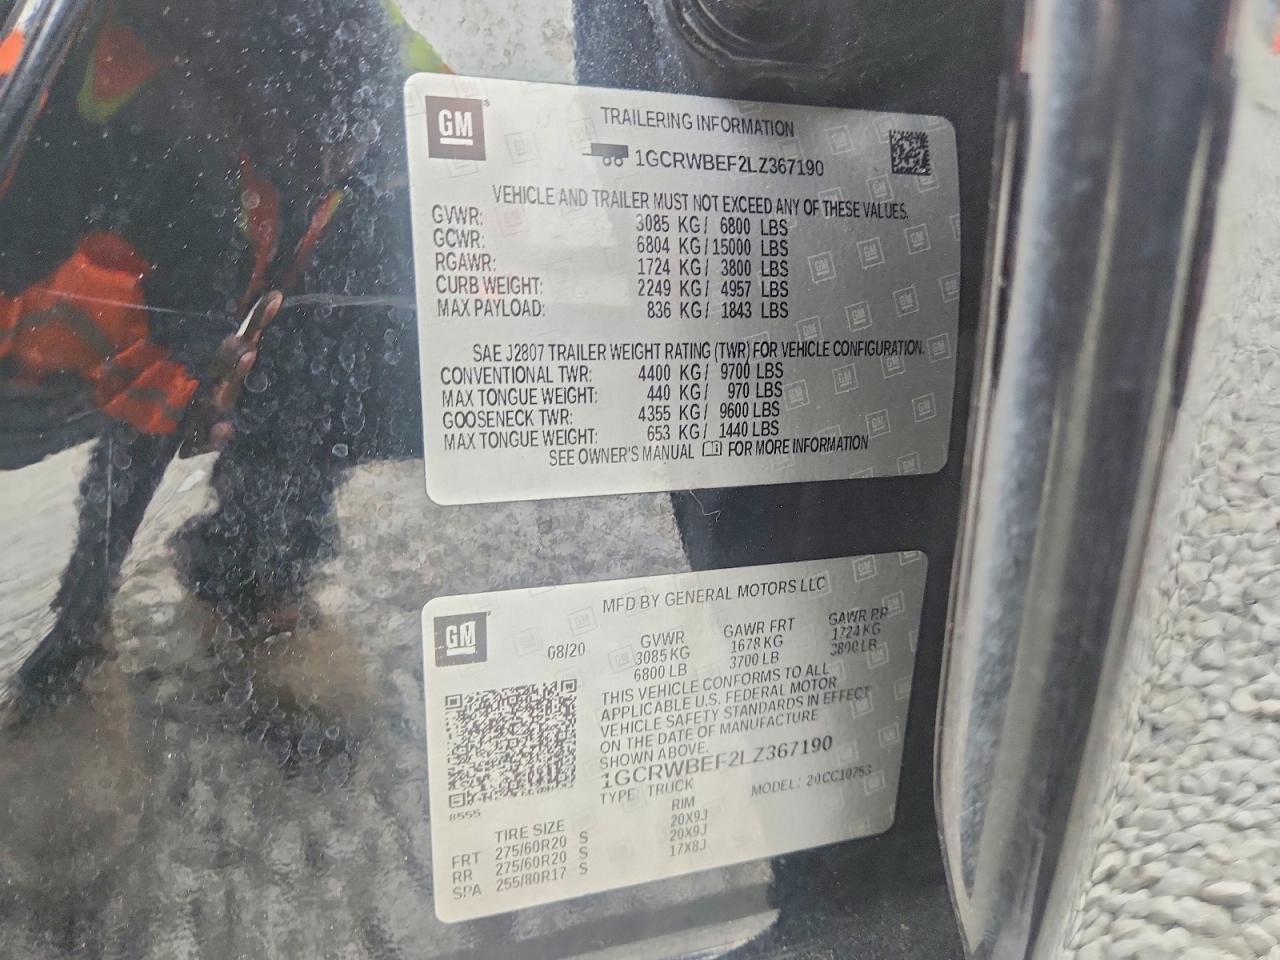 GM
TRAILERING INFORMATION
1GCRWBEF2LZ367190
VEHICLE AND TRAILER MUST NOT EXCEED ANY OF THESE VALUES.
GVWR: 3085 KG/ 6800 LBS
GCWR: 6804 KG/15000 LBS
RGAWR: 1724 KG/ 3800 LBS
CURB WEIGHT: 2249 KG/ 4957 LBS
MAX PAYLOAD: 836 KG/ 1843 LBS
SAE J2807 TRAILER WEIGHT RATING (TWR) FOR VEHICLE CONFIGURATION.
CONVENTIONAL TWR: 4400 KG/ 9700 LBS
MAX TONGUE WEIGHT: 440 KG/ 970 LBS
GOOSENECK TWR: 4355 KG/ 9600 LBS
MAX TONGUE WEIGHT: 653 KG/ 1440 LBS
SEE OWNER'S MANUAL FOR MORE INFORMATION
GM
MFD BY GENERAL MOTORS LLC
08/20 GVWR GAWR FRT GAWR RR
3085 KG 1678 KG 1724 KG
6800 LB 3700 LB 3800 LB
THIS VEHICLE CONFORMS TO ALL
APPLICABLE U.S. FEDERAL MOTOR
VEHICLE SAFETY STANDARDS IN EFFECT
ON THE DATE OF MANUFACTURE
SHOWN ABOVE.
1GCRWBEF2LZ367190
TYPE: TRUCK MODEL: 20CC10753
8555
TIRE SIZE RIM
FRT 275/60R20 S 20X9J
RR 275/60R20 S 20X9J
SPA 255/80R17 S 17X8J